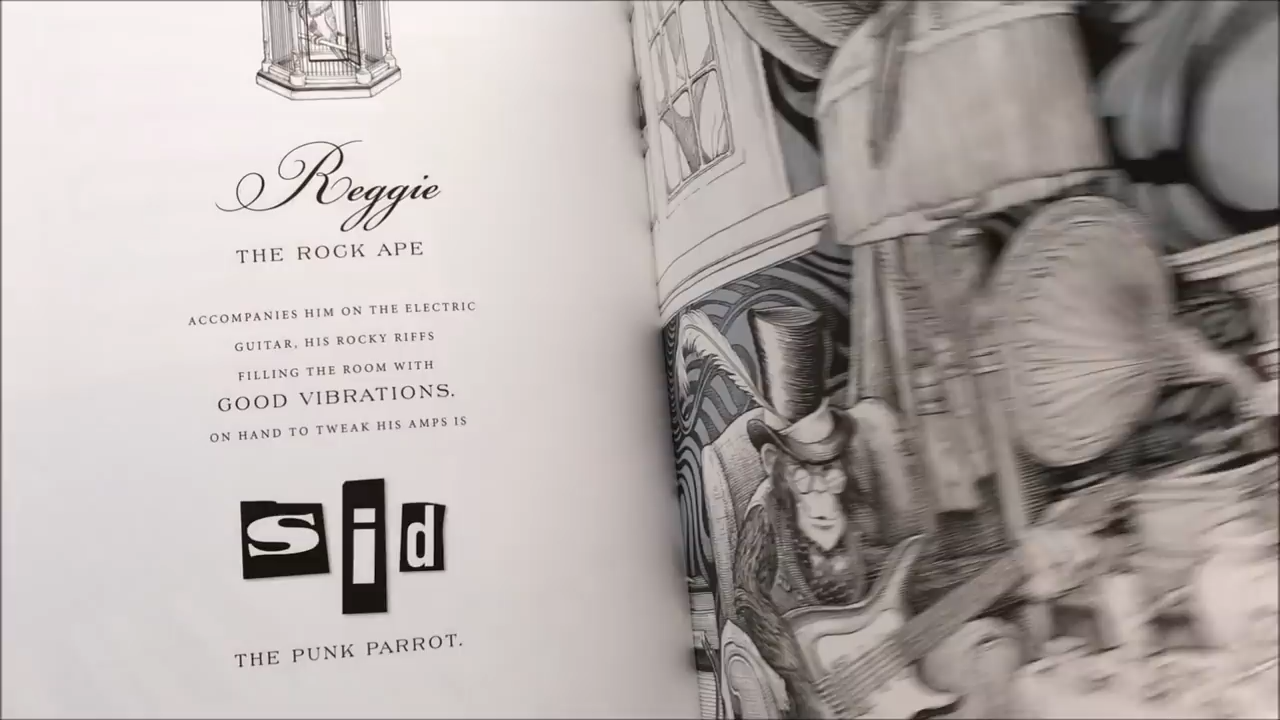 Reggie
THE ROCK APE
ACCOMPANIES HIM ON THE ELECTRIC
GUITAR, HIS ROCKY RIFFS
FILLING THE ROOM WITH
GOOD VIBRATIONS.
ON HAND TO TWEAK HIS AMPS IS
Sid
THE PUNK PARROT.